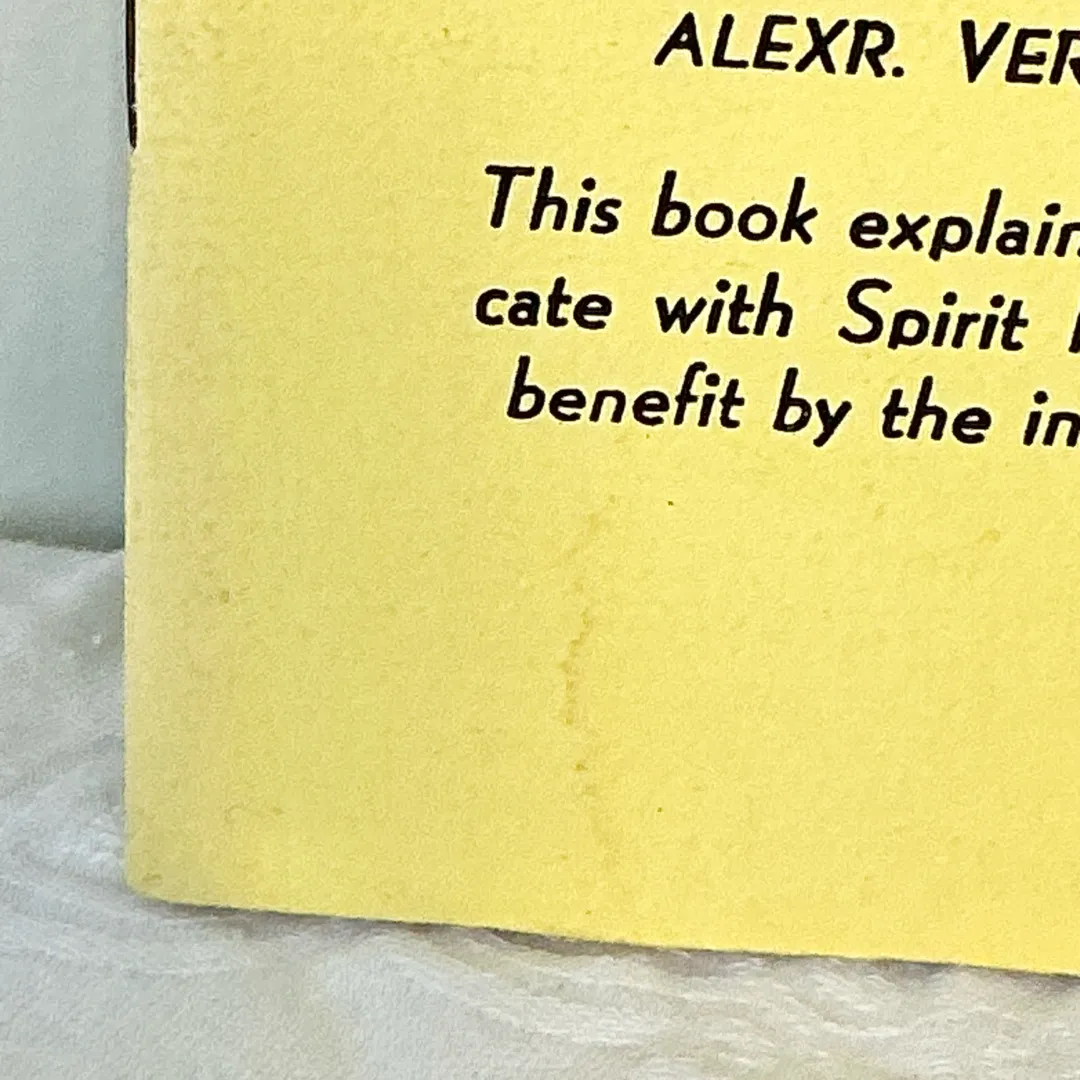 ALEXR. VER
This book explain
cate with Spirit
benefit by the in